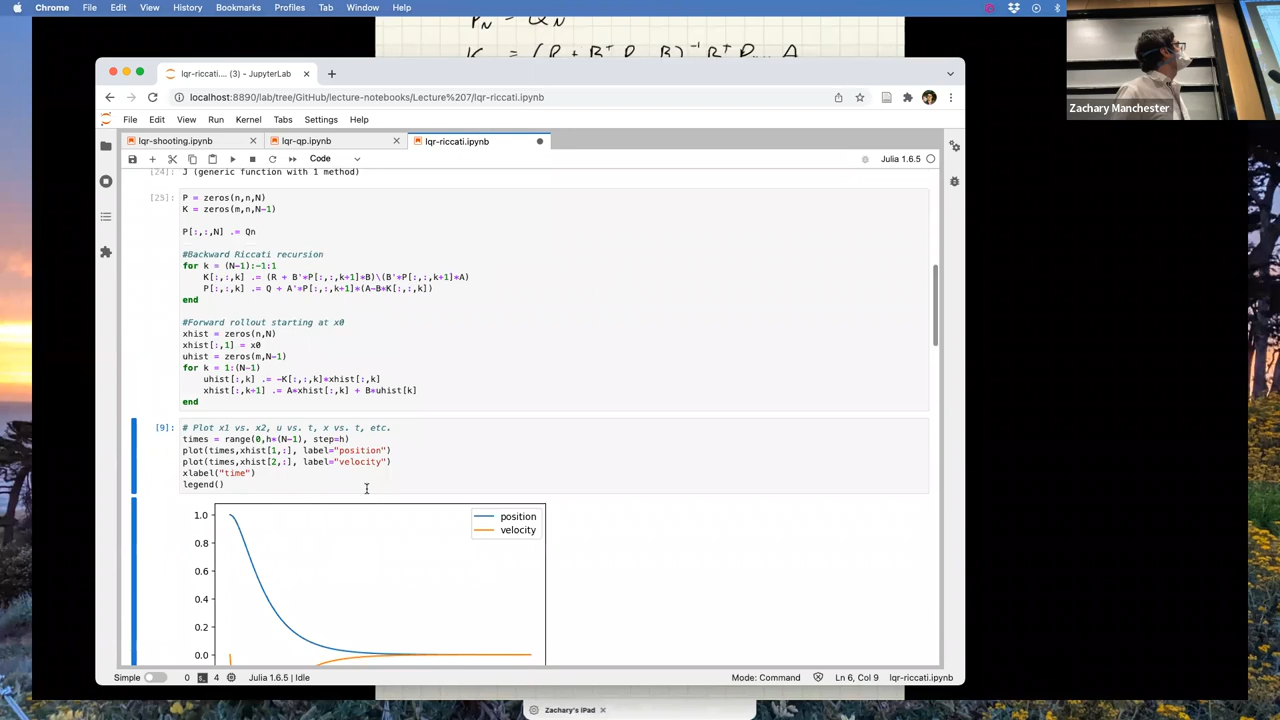 Chrome File Edit View History Bookmarks Profiles Tab Window Help
P_N = Q_N
K = (R + B^T P B)^-1 B^T P_N+1 A
Zachary Manchester
lqr-riccati.... (3) - JupyterLab
localhost:8890/lab/tree/GitHub/lecture-notebooks/Lecture%207/lqr-riccati.ipynb
File Edit View Run Kernel Tabs Settings Help
lqr-shooting.ipynb lqr-qp.ipynb lqr-riccati.ipynb
Code Julia 1.6.5
[24]: J (generic function with 1 method)
[25]: P = zeros(n,n,N)
K = zeros(m,n,N-1)
P[:,:,N] .= Qn
#Backward Riccati recursion
for k = (N-1):-1:1
K[:,:,k] .= (R + B'*P[:,:,k+1]*B)\(B'*P[:,:,k+1]*A)
P[:,:,k] .= Q + A'*P[:,:,k+1]*(A-B*K[:,:,k])
end
#Forward rollout starting at x0
xhist = zeros(n,N)
xhist[:,1] = x0
uhist = zeros(m,N-1)
for k = 1:(N-1)
uhist[:,k] .= -K[:,:,k]*xhist[:,k]
xhist[:,k+1] .= A*xhist[:,k] + B*uhist[k]
end
[9]: # Plot x1 vs. x2, u vs. t, x vs. t, etc.
times = range(0,h*(N-1), step=h)
plot(times,xhist[1,:], label="position")
plot(times,xhist[2,:], label="velocity")
xlabel("time")
legend()
1.0
position
velocity
0.8
0.6
0.4
0.2
0.0
Simple 0 4 Julia 1.6.5 | Idle Mode: Command Ln 6, Col 9 lqr-riccati.ipynb
Zachary's iPad